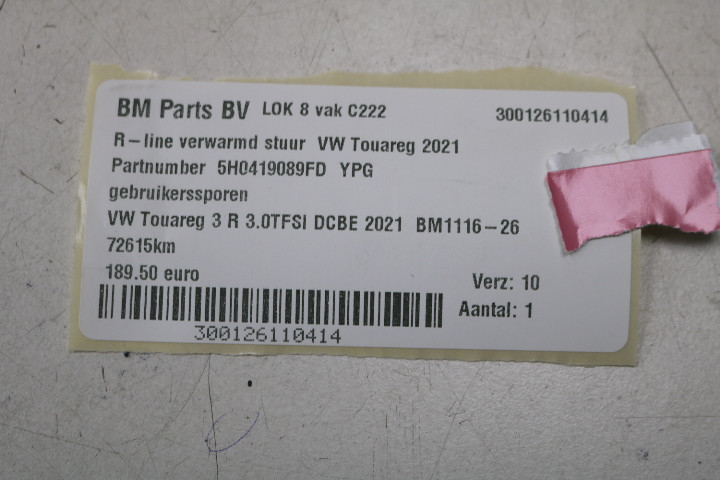 BM Parts BV LOK 8 vak C222 300126110414
R-line verwarmd stuur VW Touareg 2021
Partnumber 5H0419089FD YPG
gebruikerssporen
VW Touareg 3 R 3.0TFSI DCBE 2021 BM1116-26
72615km
189.50 euro Verz: 10
Aantal: 1
300126110414